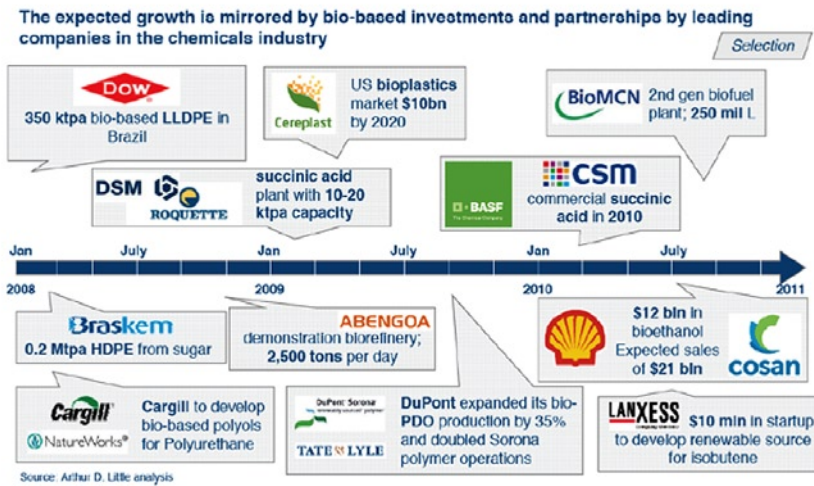 The expected growth is mirrored by bio-based investments and partnerships by leading
companies in the chemicals industry
Selection
DOW
350 ktpa bio-based LLDPE in
Brazil
Cereplast
US bioplastics
market $10bn
by 2020
BioMCN
2nd gen biofuel
plant; 250 mil L
DSM
ROQUETTE
succinic acid
plant with 10-20
ktpa capacity
BASF
The Chemical Company
csm
commercial succinic
acid in 2010
Jan
July
Jan
July
Jan
July
2008
2009
2010
2011
Braskem
0.2 Mtpa HDPE from sugar
ABENGOA
demonstration biorefinery;
2,500 tons per day
$12 bln in
bioethanol
Expected sales
of $21 bln
cosan
Cargill
NatureWorks®
Cargill to develop
bio-based polyols
for Polyurethane
DuPont Sorona
renewably sourced polymer
TATE & LYLE
DuPont expanded its bio-
PDO production by 35%
and doubled Sorona
polymer operations
LANXESS
$10 mln in startup
to develop renewable source
for isobutene
Source: Arthur D. Little analysis